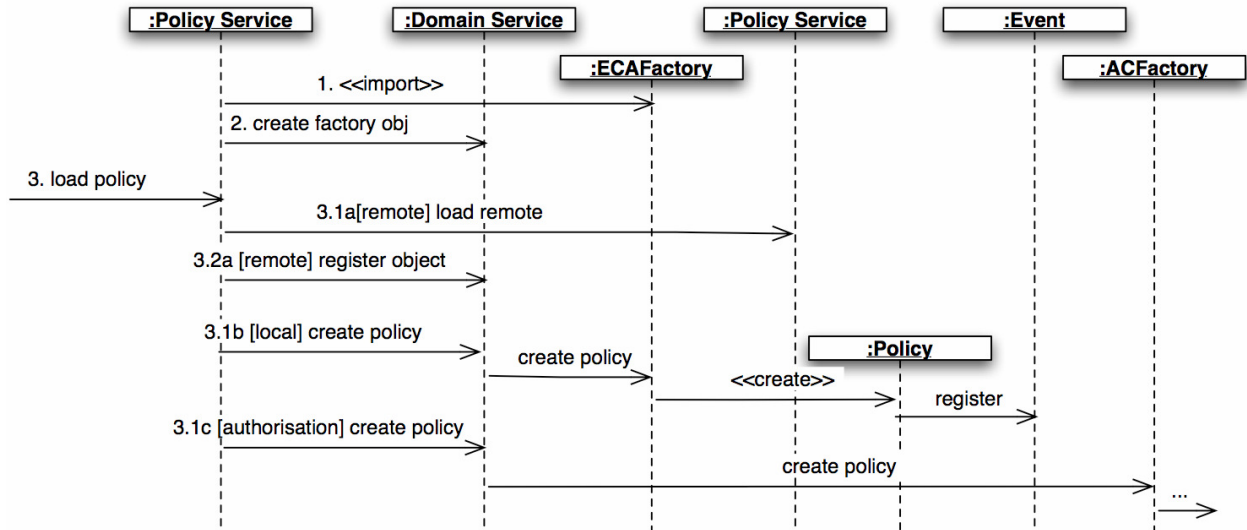 :Policy Service
:Domain Service
:Policy Service
:Event
:ECAFactory
:ACFactory
1. <<import>>
2. create factory obj
3. load policy
3.1a[remote] load remote
3.2a [remote] register object
3.1b [local] create policy
:Policy
create policy
<<create>>
register
3.1c [authorisation] create policy
create policy
...